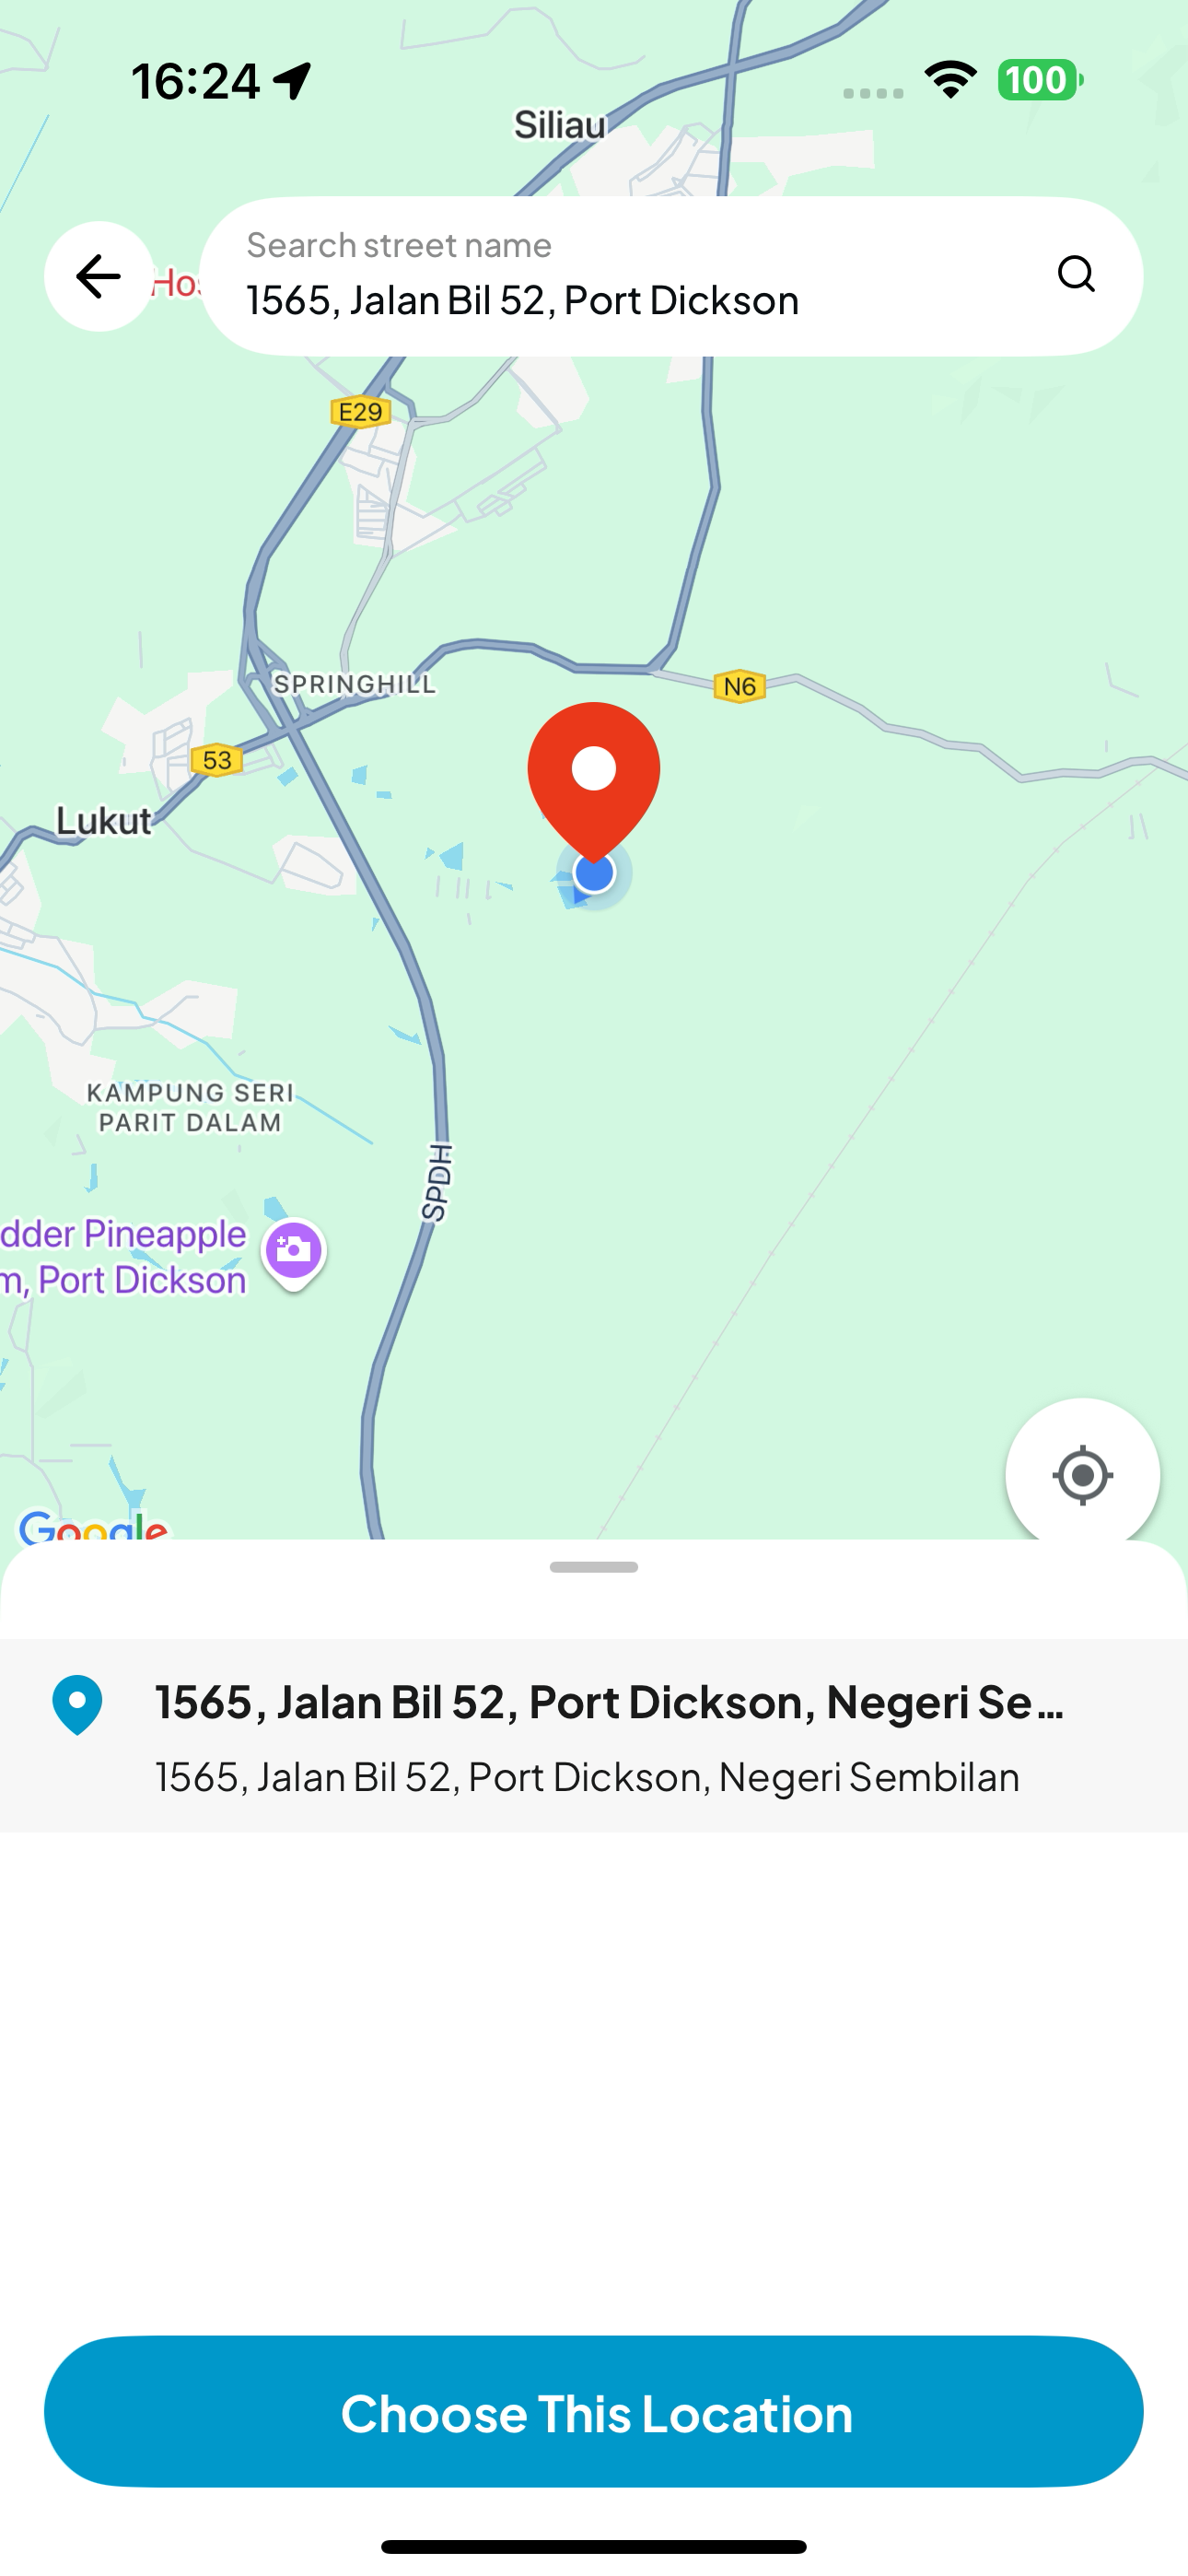 16:24
100
Siliau
Search street name
Hos
1565, Jalan Bil 52, Port Dickson
E29
SPRINGHILL
N6
53
Lukut
KAMPUNG SERI
PARIT DALAM
SPDH
dder Pineapple
m, Port Dickson
Google
1565, Jalan Bil 52, Port Dickson, Negeri Se...
1565, Jalan Bil 52, Port Dickson, Negeri Sembilan
Choose This Location